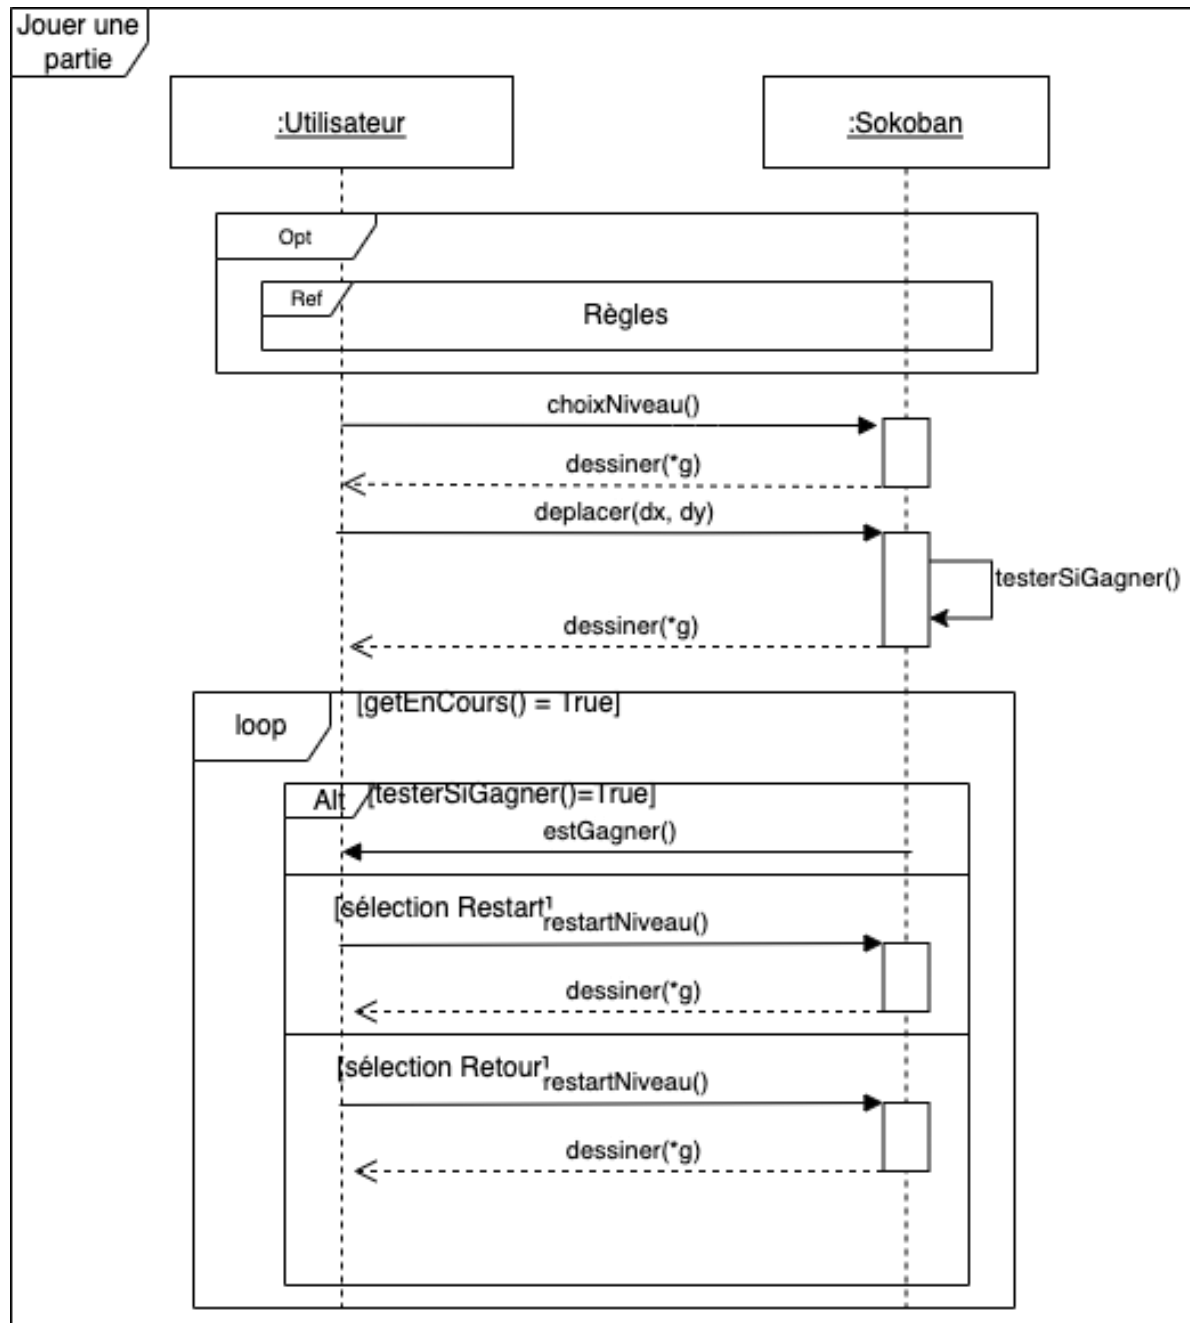 Jouer une
partie
:Utilisateur
:Sokoban
Opt
Ref
Règles
choixNiveau()
dessiner(*g)
deplacer(dx, dy)
testerSiGagner()
dessiner(*g)
loop
[getEnCours() = True]
Alt
[testerSiGagner()=True]
estGagner()
[sélection Restart]
restartNiveau()
dessiner(*g)
[sélection Retour]
restartNiveau()
dessiner(*g)